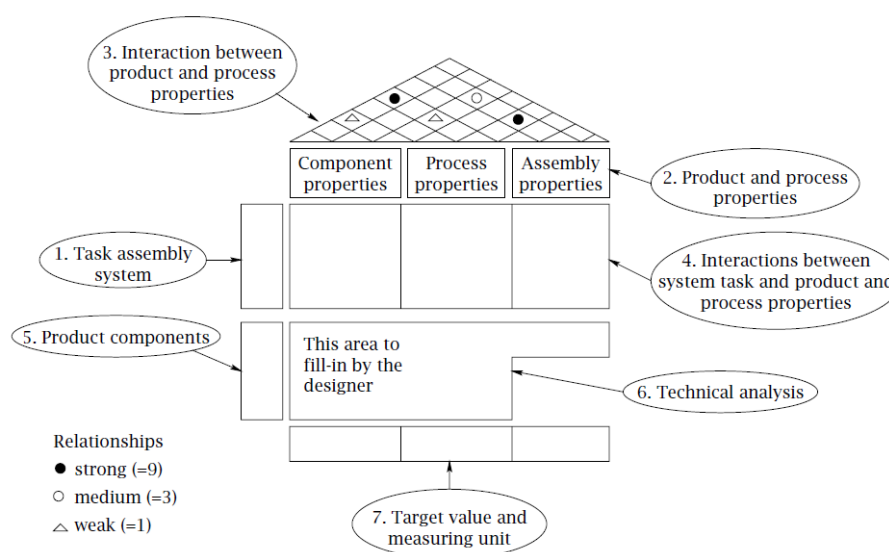 3. Interaction between
product and process
properties
Component
properties
Process
properties
Assembly
properties
2. Product and process
properties
1. Task assembly
system
4. Interactions between
system task and product and
process properties
5. Product components
This area to
fill-in by the
designer
6. Technical analysis
Relationships
strong (=9)
medium (=3)
weak (=1)
7. Target value and
measuring unit